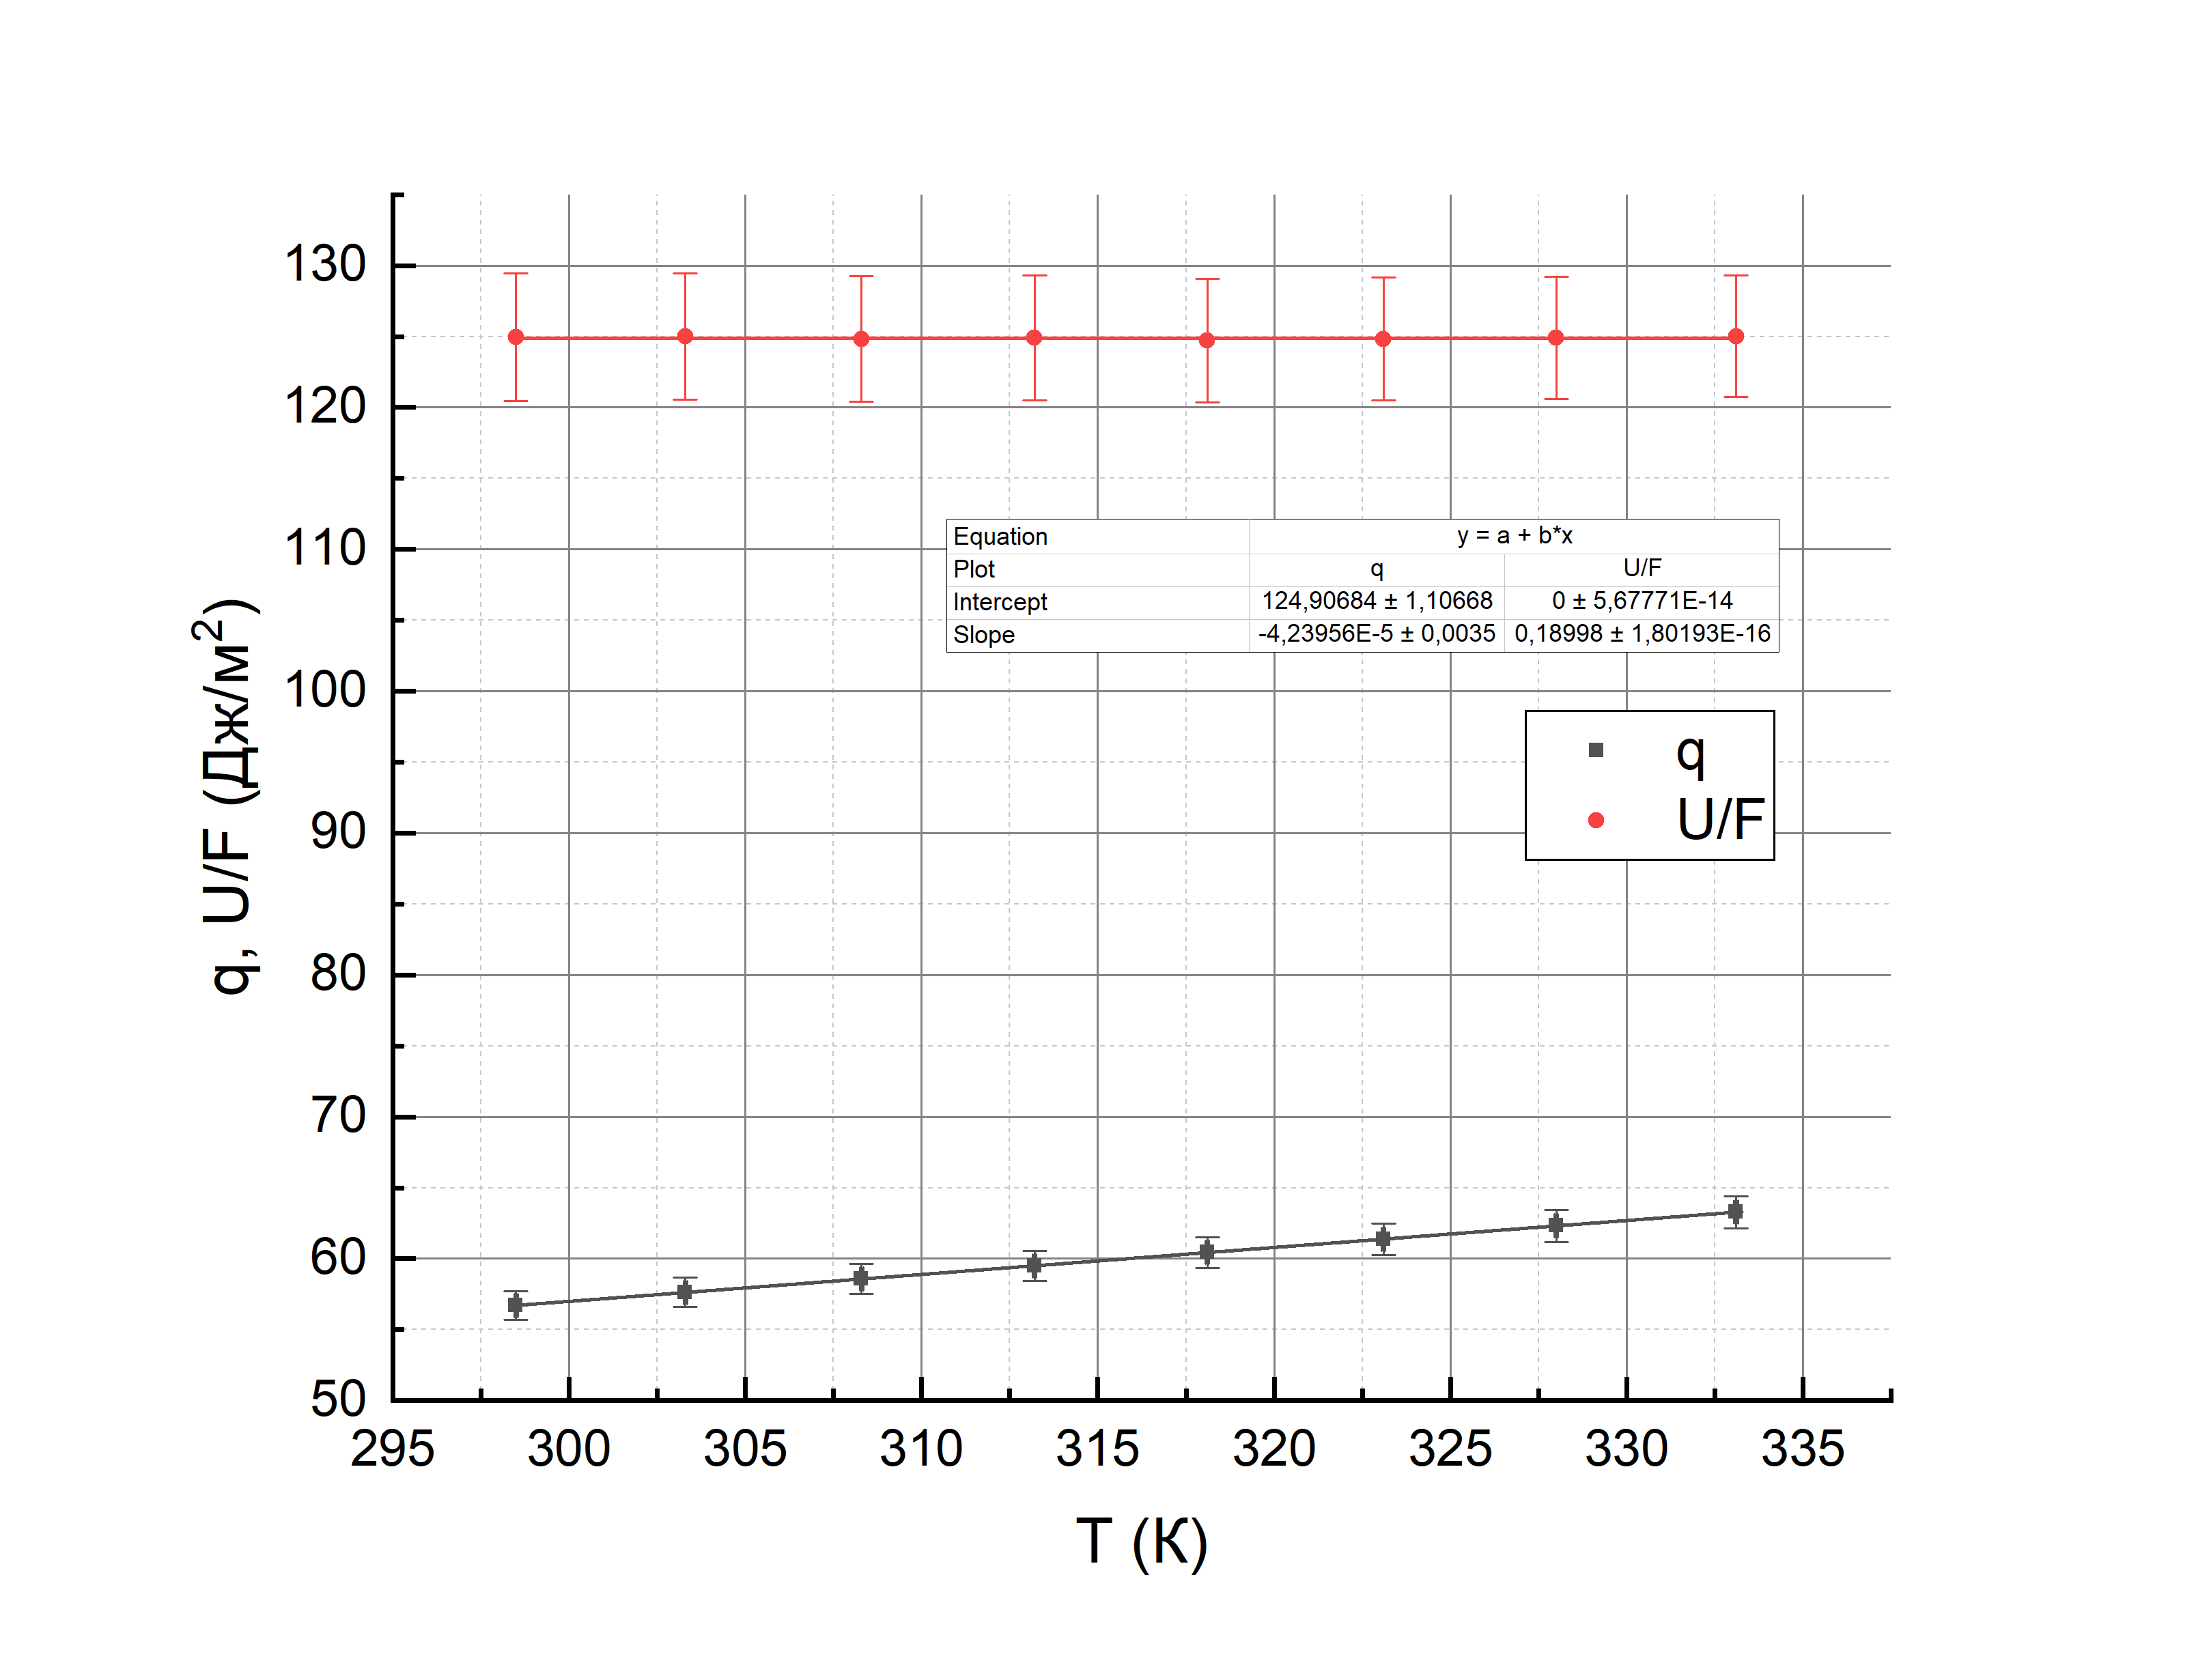 130
120
110
100
90
80
70
60
50
q, U/F (Дж/м²)
Equation y = a + b*x
Plot q U/F
Intercept 124,90684 ± 1,10668 0 ± 5,67771E-14
Slope -4,23956E-5 ± 0,0035 0,18998 ± 1,80193E-16
q
U/F
295 300 305 310 315 320 325 330 335
T (К)